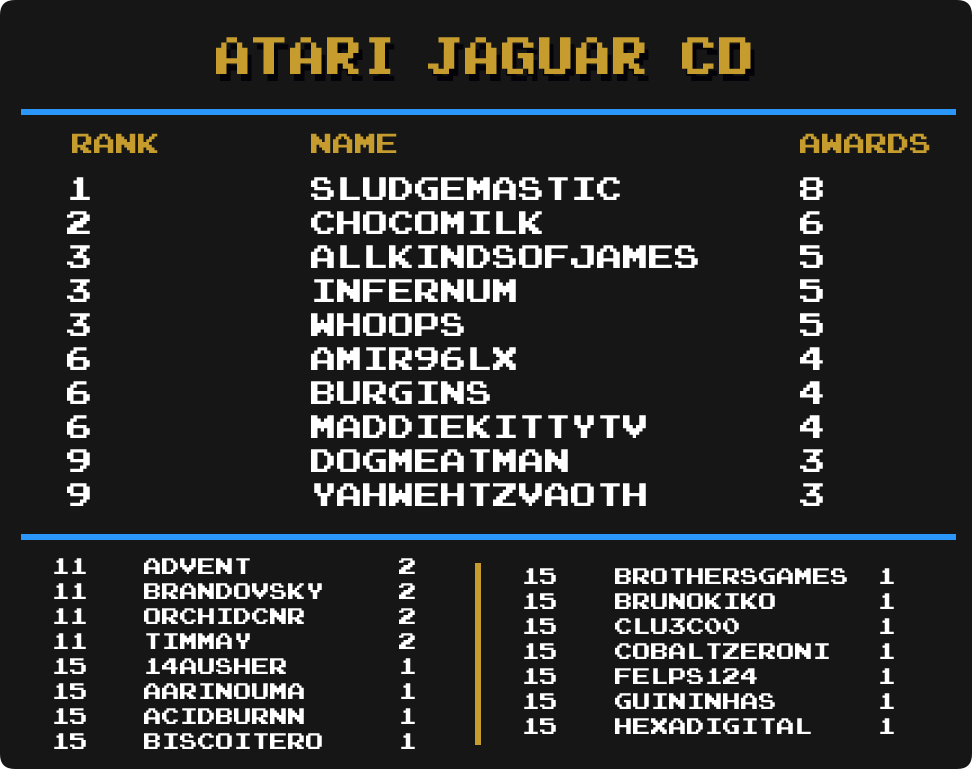 ATARI JAGUAR CD
RANK NAME AWARDS
1 SLUDGEMASTIC 8
2 CHOCOMILK 6
3 ALLKINDSOFJAMES 5
3 INFERNUM 5
3 WHOOPS 5
6 AMIR96LX 4
6 BURGINS 4
6 MADDIEKITTYTV 4
9 DOGMEATMAN 3
9 YAHWEHTZVAOTH 3
11 ADVENT 2
11 BRANDOVSKY 2
11 ORCHIDCNR 2
11 TIMMAY 2
15 14AUSHER 1
15 AARINOUMA 1
15 ACIDBURNN 1
15 BISCOITERO 1
15 BROTHERSGAMES 1
15 BRUNOKIKO 1
15 CLU3C00 1
15 COBALTZERONI 1
15 FELPS124 1
15 GUININHAS 1
15 HEXADIGITAL 1